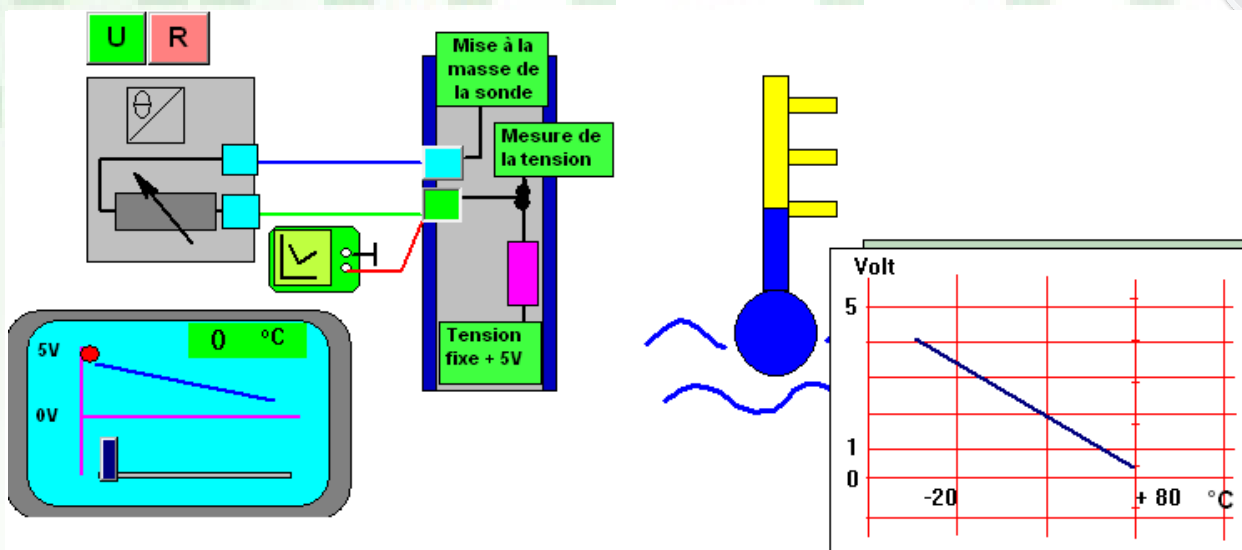 U R
Mise à la
masse de
la sonde
θ
Mesure de
la tension
Tension
fixe + 5V
0 °C
5V
0V
Volt
5
1
0
-20 + 80 °C